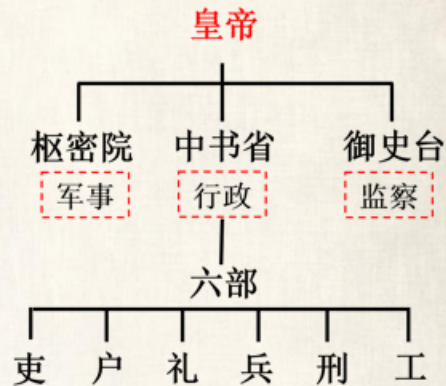 皇帝
枢密院 中书省 御史台
军事 行政 监察
六部
吏 户 礼 兵 刑 工